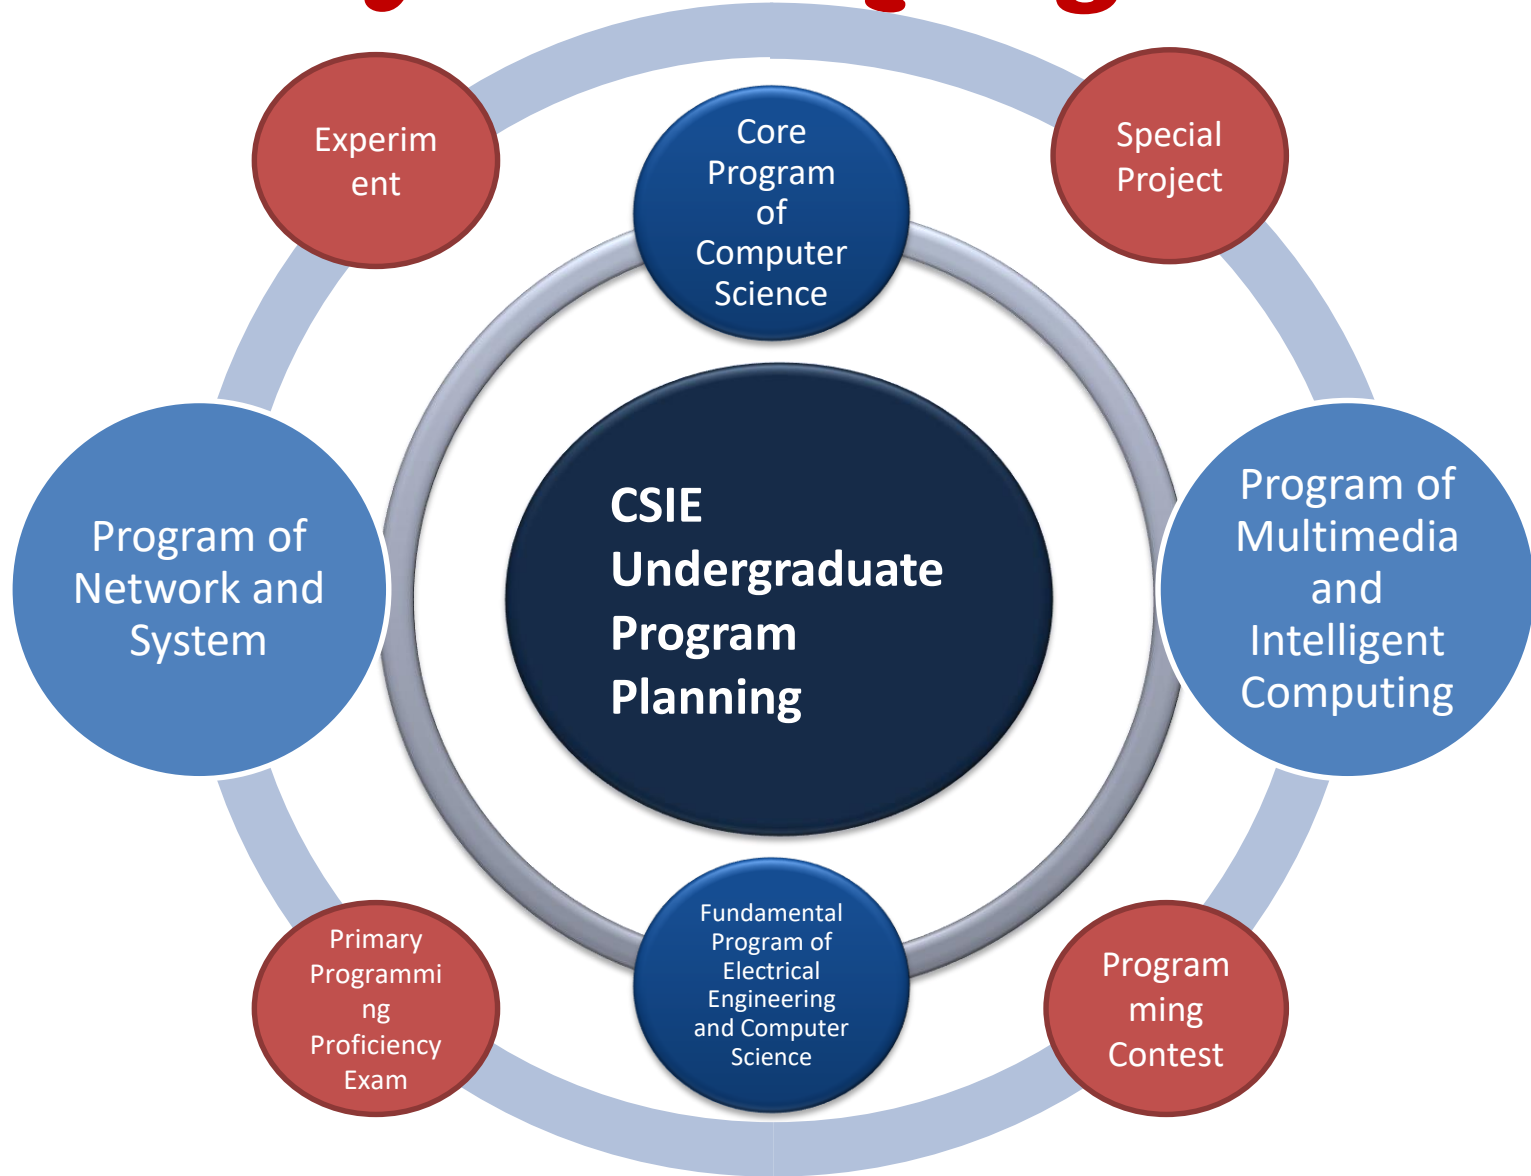 Experim
ent
Core
Program
of
Computer
Science
Special
Project
Program of
Network and
System
CSIE
Undergraduate
Program
Planning
Program of
Multimedia
and
Intelligent
Computing
Primary
Programmi
ng
Proficiency
Exam
Fundamental
Program of
Electrical
Engineering
and Computer
Science
Program
ming
Contest